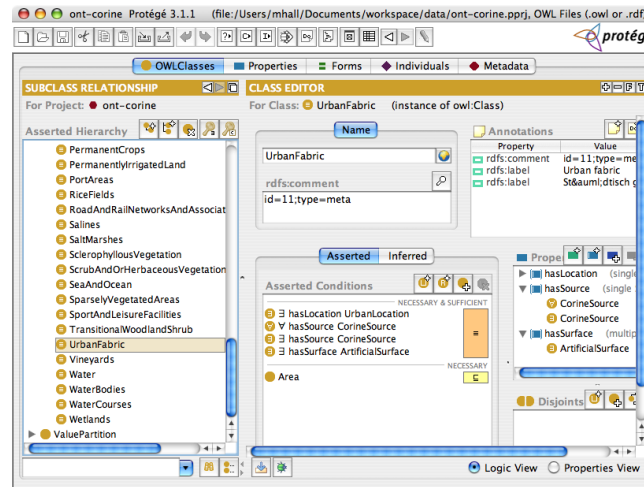 ont-corine Protégé 3.1.1 (file:/Users/mhall/Documents/workspace/data/ont-corine.pprj, OWL Files (.owl or .rdf
protég
OWLClasses Properties Forms Individuals Metadata
SUBCLASS RELATIONSHIP
For Project: ont-corine
Asserted Hierarchy
PermanentCrops
PermanentlyIrrigatedLand
PortAreas
RiceFields
RoadAndRailNetworksAndAssociat
Salines
SaltMarshes
SclerophyllousVegetation
ScrubAndOrHerbaceousVegetation
SeaAndOcean
SparselyVegetatedAreas
SportAndLeisureFacilities
TransitionalWoodlandShrub
UrbanFabric
Vineyards
Water
WaterBodies
WaterCourses
Wetlands
ValuePartition
CLASS EDITOR
For Class: UrbanFabric (instance of owl:Class)
Name
UrbanFabric
rdfs:comment
id=11;type=meta
Annotations
Property Value
rdfs:comment id=11;type=me
rdfs:label Urban fabric
rdfs:label St&auml;dtisch g
Asserted Inferred
Asserted Conditions
NECESSARY & SUFFICIENT
∃ hasLocation UrbanLocation
∀ hasSource CorineSource
∃ hasSource CorineSource
∃ hasSurface ArtificialSurface
NECESSARY
Area
Prope
hasLocation (single
hasSource (single
CorineSource
CorineSource
hasSurface (multip
ArtificialSurface
Disjoints
Logic View Properties View